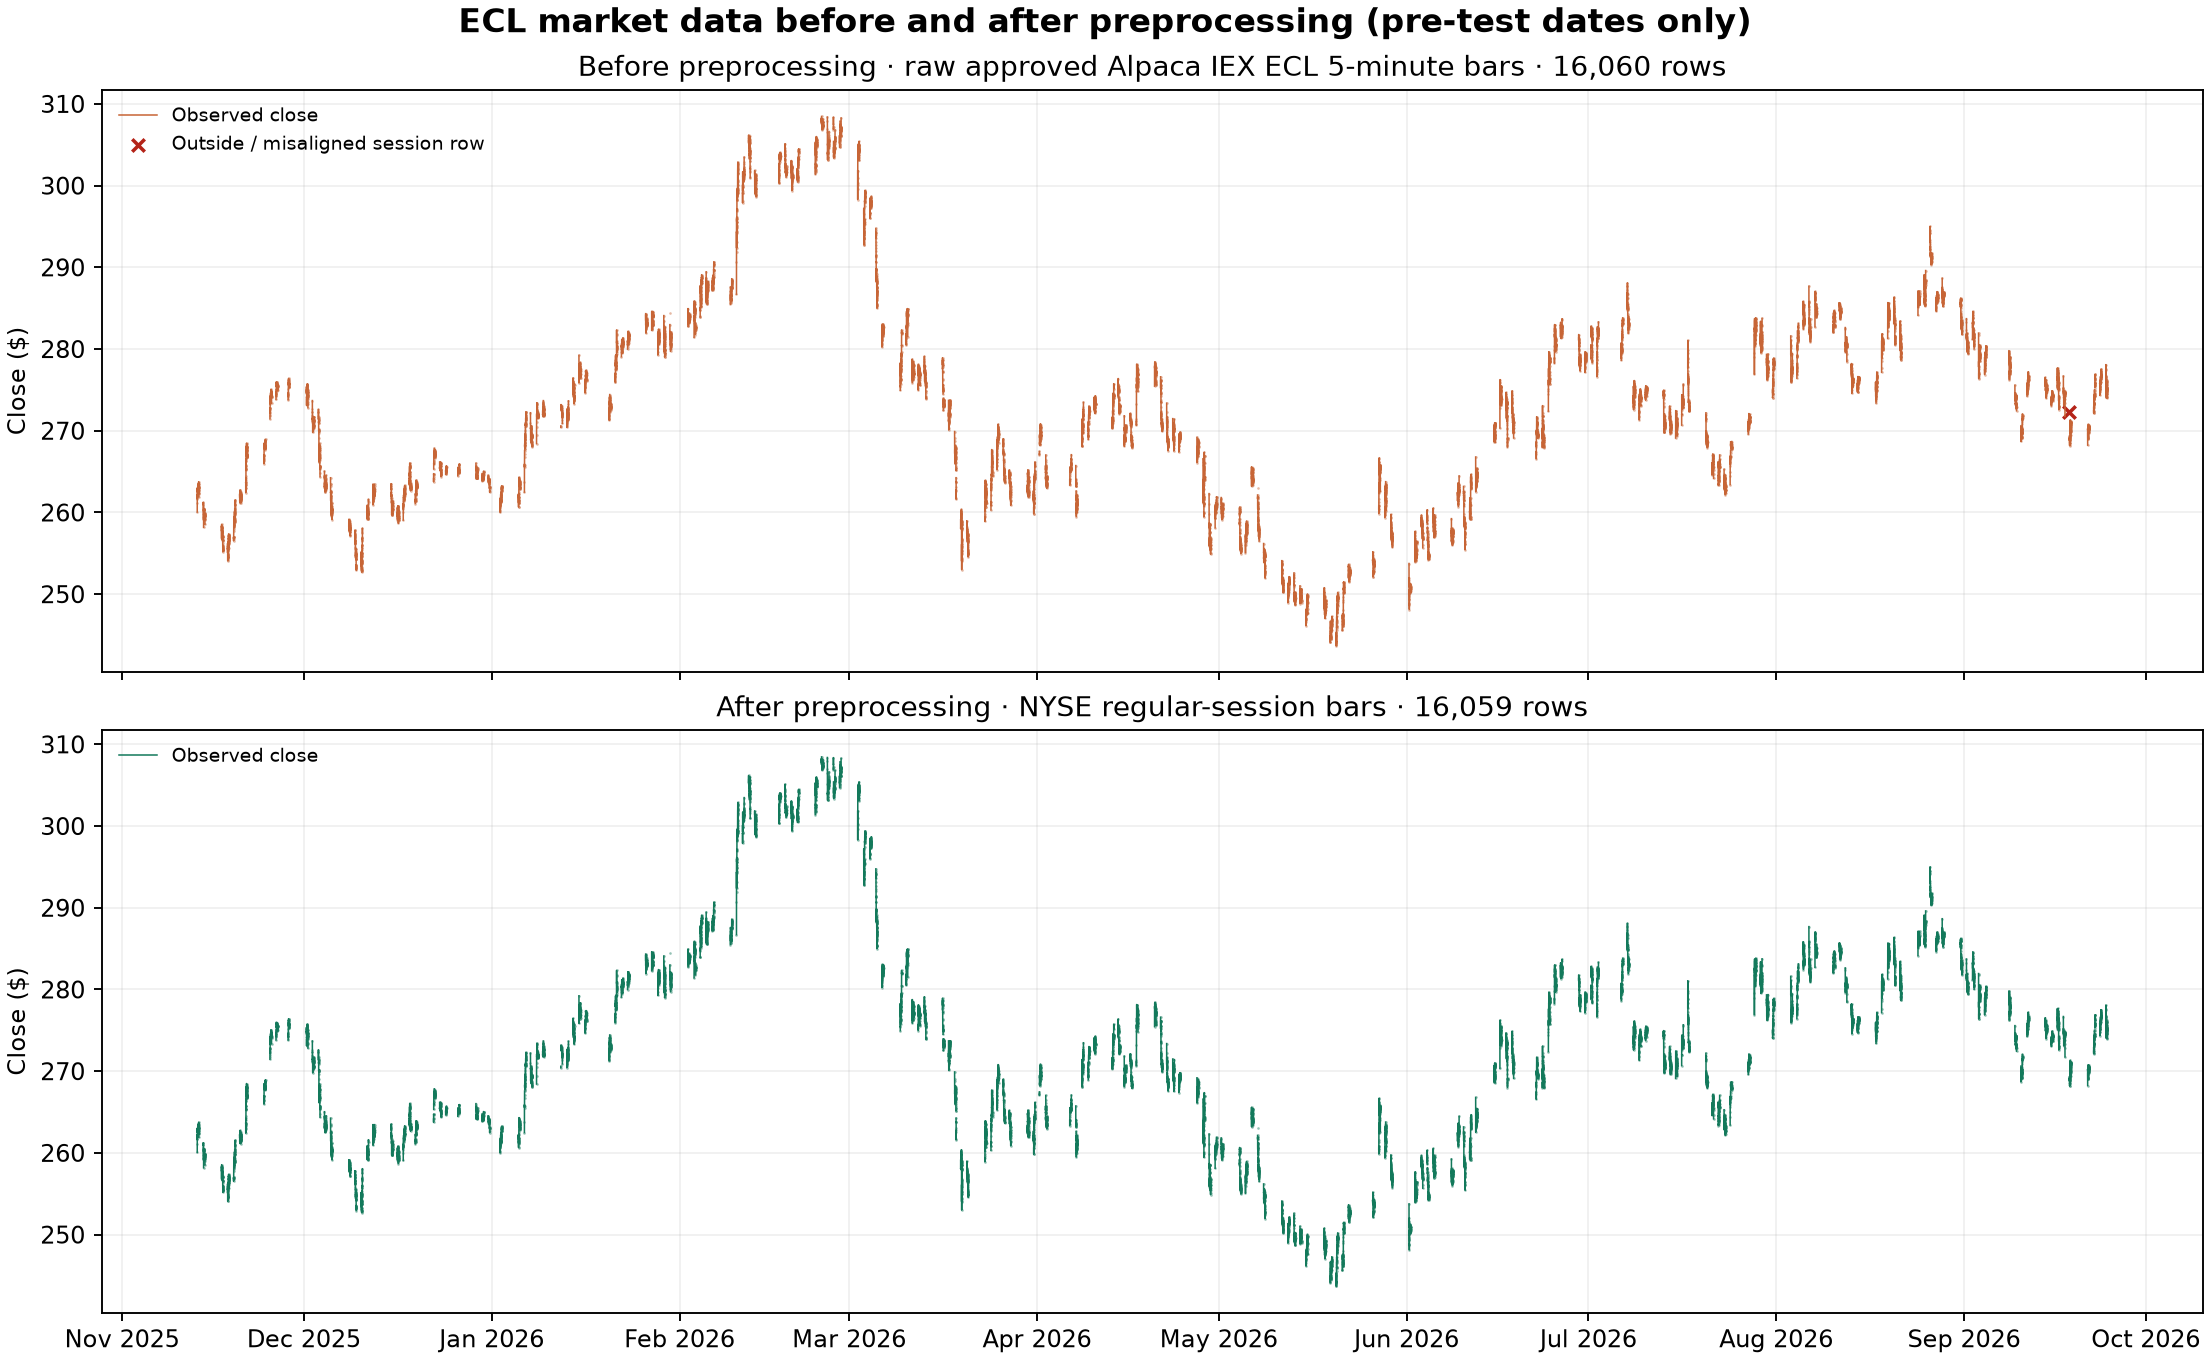 ECL market data before and after preprocessing (pre-test dates only)
Before preprocessing · raw approved Alpaca IEX ECL 5-minute bars · 16,060 rows
310
300
290
280
270
260
250
Close ($)
Observed close
Outside / misaligned session row
After preprocessing · NYSE regular-session bars · 16,059 rows
310
300
290
280
270
260
250
Close ($)
Observed close
Nov 2025 Dec 2025 Jan 2026 Feb 2026 Mar 2026 Apr 2026 May 2026 Jun 2026 Jul 2026 Aug 2026 Sep 2026 Oct 2026